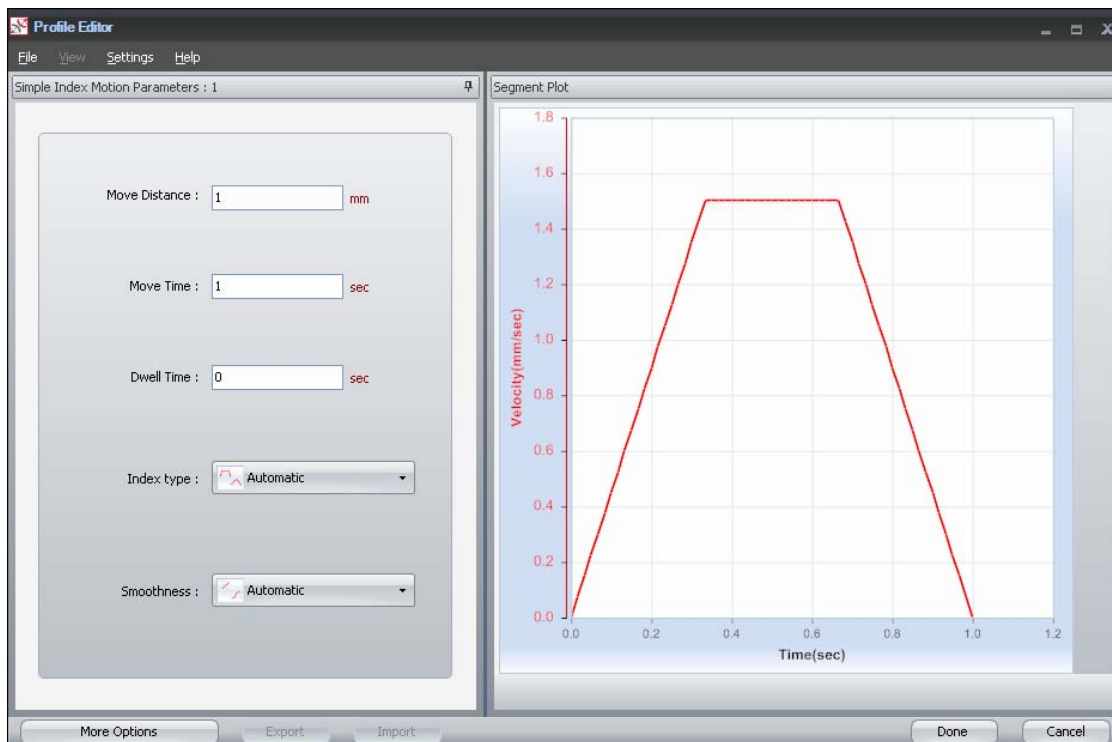 Profile Editor
File View Settings Help
Simple Index Motion Parameters : 1
Move Distance : 1 mm
Move Time : 1 sec
Dwell Time : 0 sec
Index type : Automatic
Smoothness : Automatic
Segment Plot
1.8
1.6
1.4
1.2
1.0
0.8
0.6
0.4
0.2
0.0
Velocity(mm/sec)
0.0 0.2 0.4 0.6 0.8 1.0 1.2
Time(sec)
More Options Export Import Done Cancel